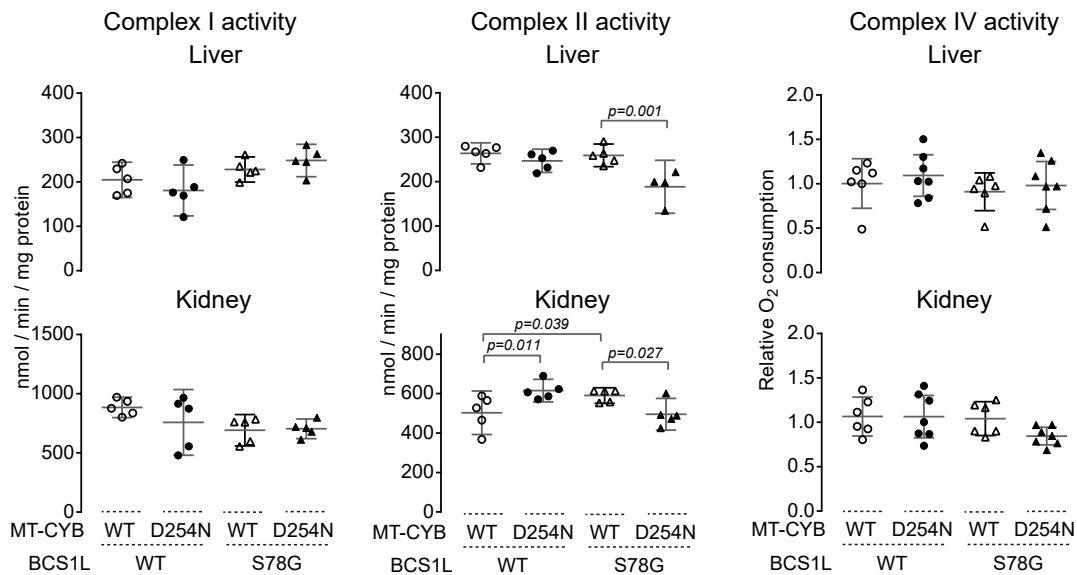 Complex I activity
Liver
nmol / min / mg protein
400
300
200
100
0
Kidney
1500
1000
500
0
Complex II activity
Liver
nmol / min / mg protein
400
300
200
100
0
p=0.001
Kidney
800
600
400
200
0
p=0.039
p=0.011
p=0.027
Complex IV activity
Liver
Relative O₂ consumption
2.0
1.5
1.0
0.5
0.0
Kidney
2.0
1.5
1.0
0.5
0.0
MT-CYB WT D254N WT D254N
BCS1L WT S78G
MT-CYB WT D254N WT D254N
BCS1L WT S78G
MT-CYB WT D254N WT D254N
BCS1L WT S78G